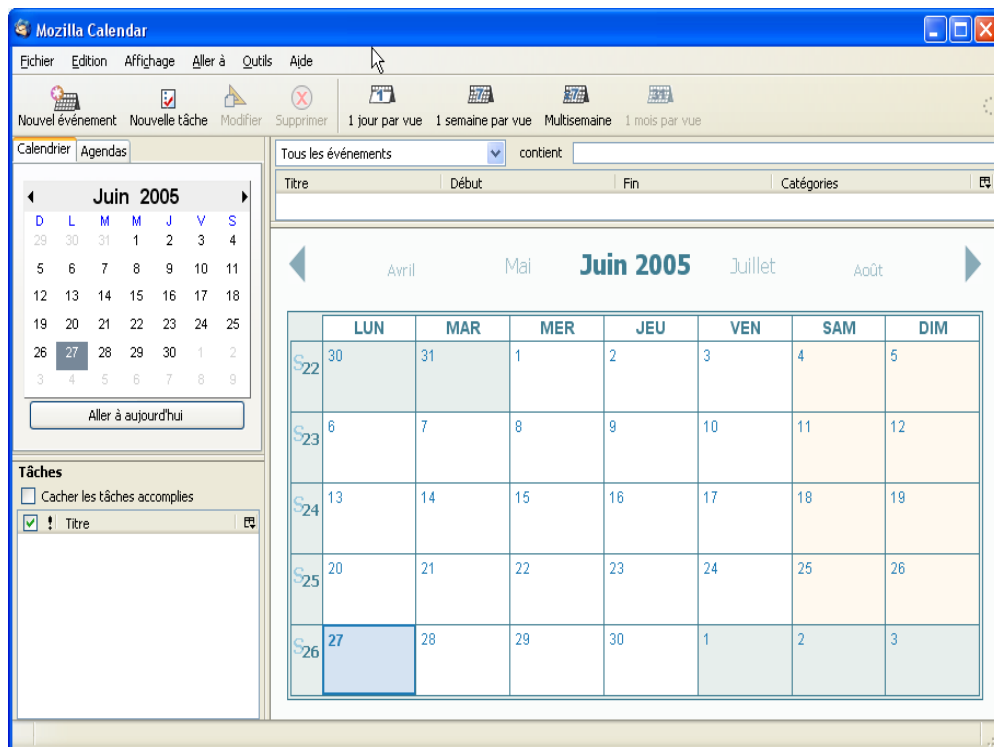 Mozilla Calendar
Fichier Edition Affichage Aller à Outils Aide
Nouvel événement Nouvelle tâche Modifier Supprimer 1 jour par vue 1 semaine par vue Multisemaine 1 mois par vue
Calendrier Agendas
Juin 2005
D L M M J V S
29 30 31 1 2 3 4
5 6 7 8 9 10 11
12 13 14 15 16 17 18
19 20 21 22 23 24 25
26 27 28 29 30 1 2
3 4 5 6 7 8 9
Aller à aujourd'hui
Tâches
Cacher les tâches accomplies
! Titre
Tous les événements contient
Titre Début Fin Catégories
Avril Mai Juin 2005 Juillet Août
LUN MAR MER JEU VEN SAM DIM
S22 30 31 1 2 3 4 5
S23 6 7 8 9 10 11 12
S24 13 14 15 16 17 18 19
S25 20 21 22 23 24 25 26
S26 27 28 29 30 1 2 3